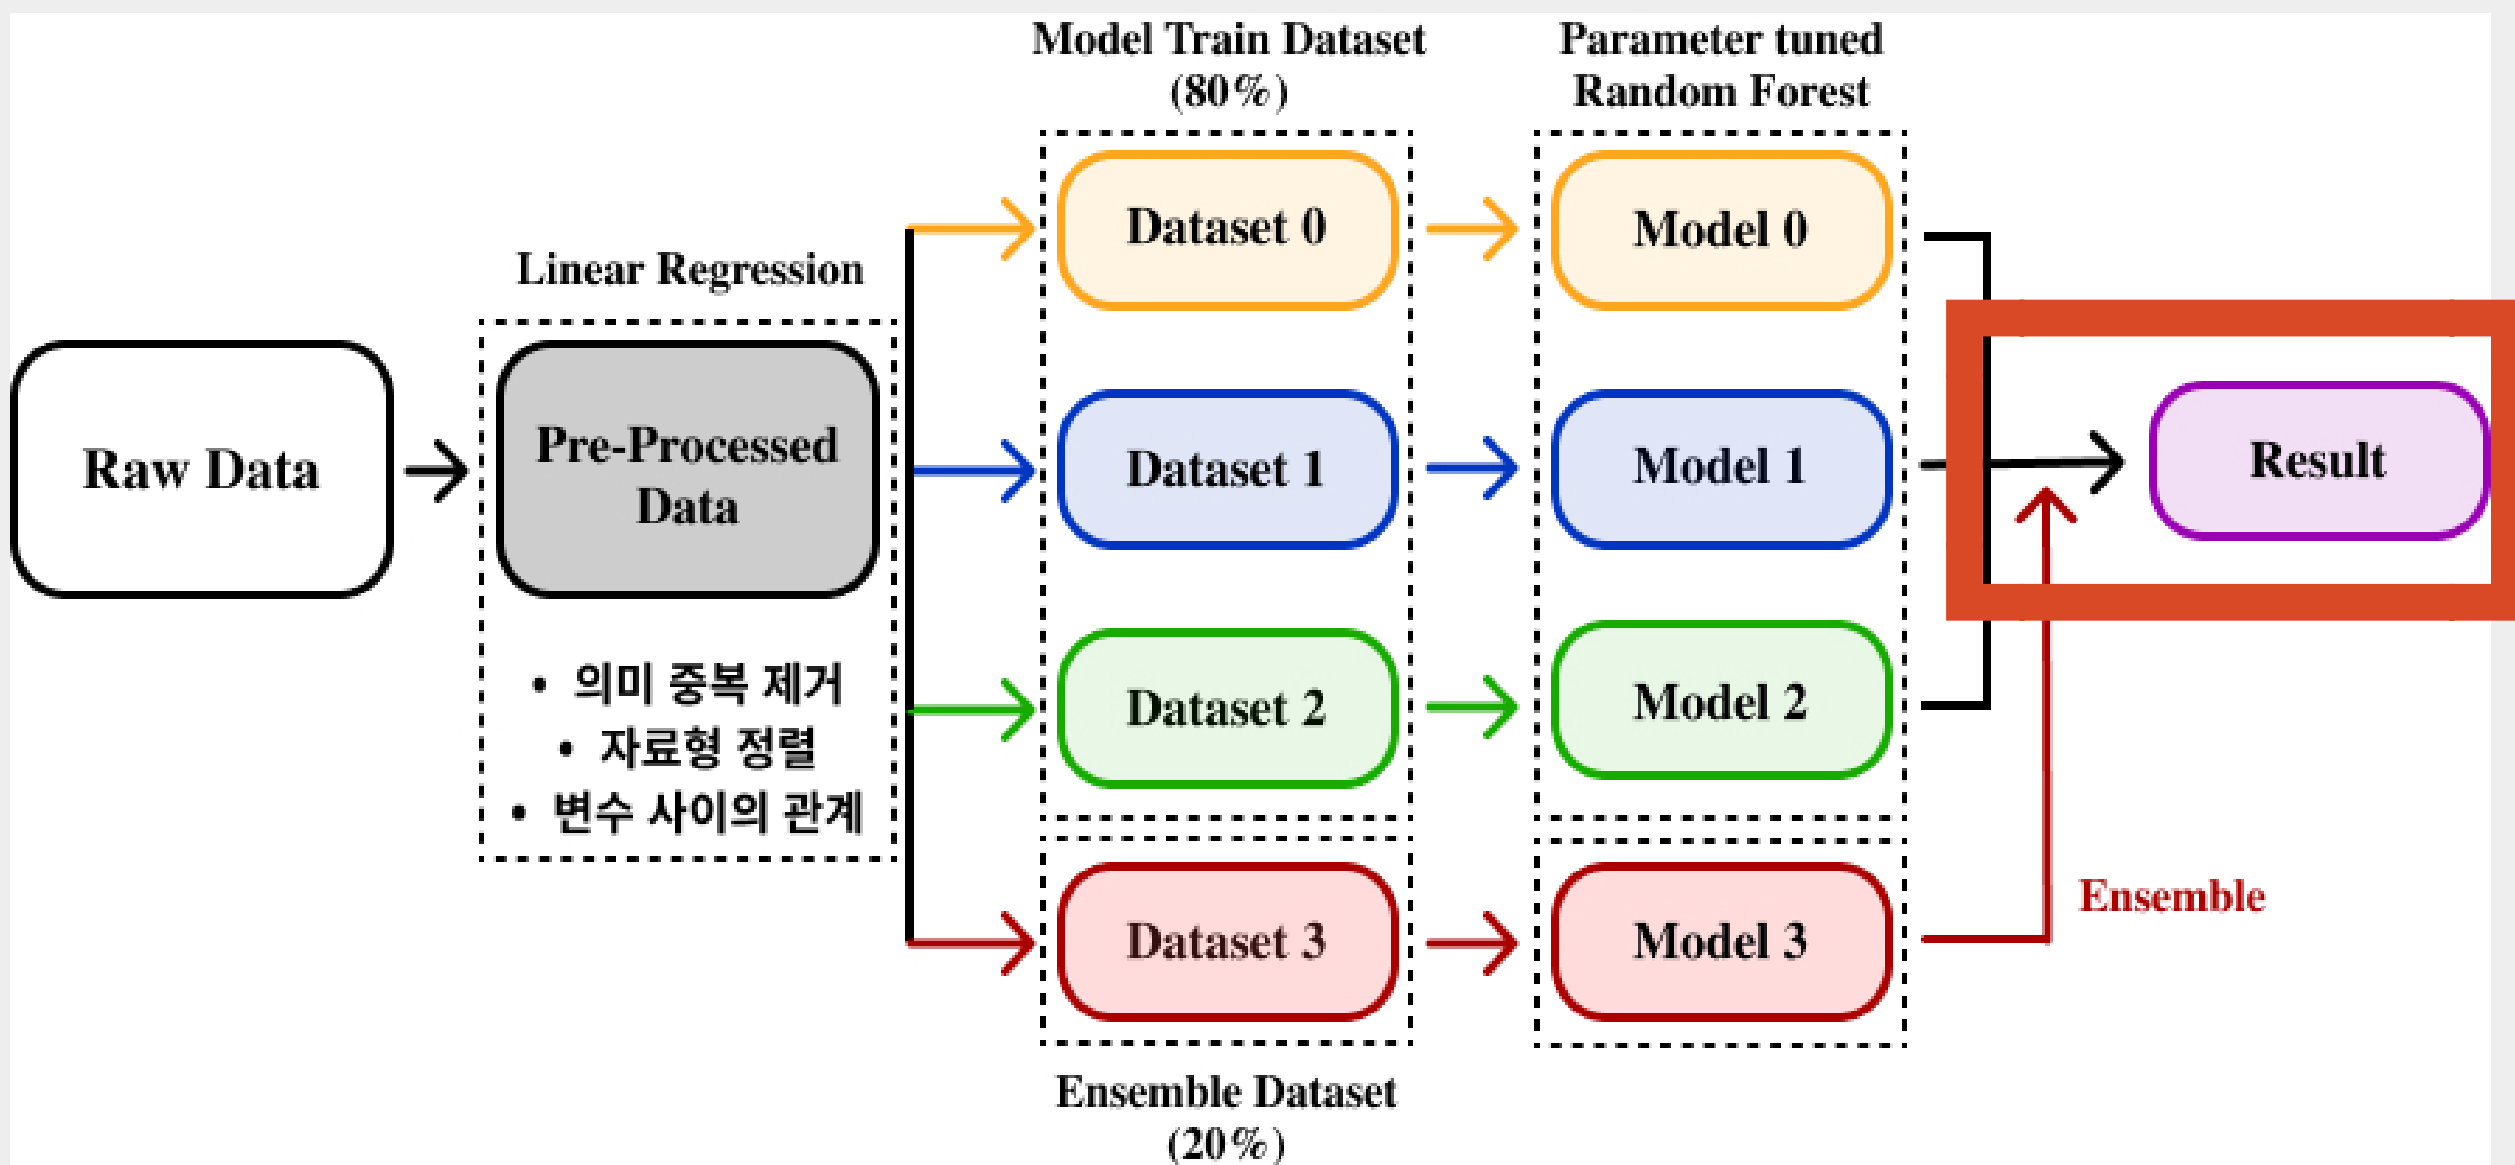 Raw Data
Linear Regression
Pre-Processed
Data
• 의미 중복 제거
• 자료형 정렬
• 변수 사이의 관계
Model Train Dataset
(80%)
Dataset 0
Dataset 1
Dataset 2
Dataset 3
Ensemble Dataset
(20%)
Parameter tuned
Random Forest
Model 0
Model 1
Model 2
Model 3
Ensemble
Result